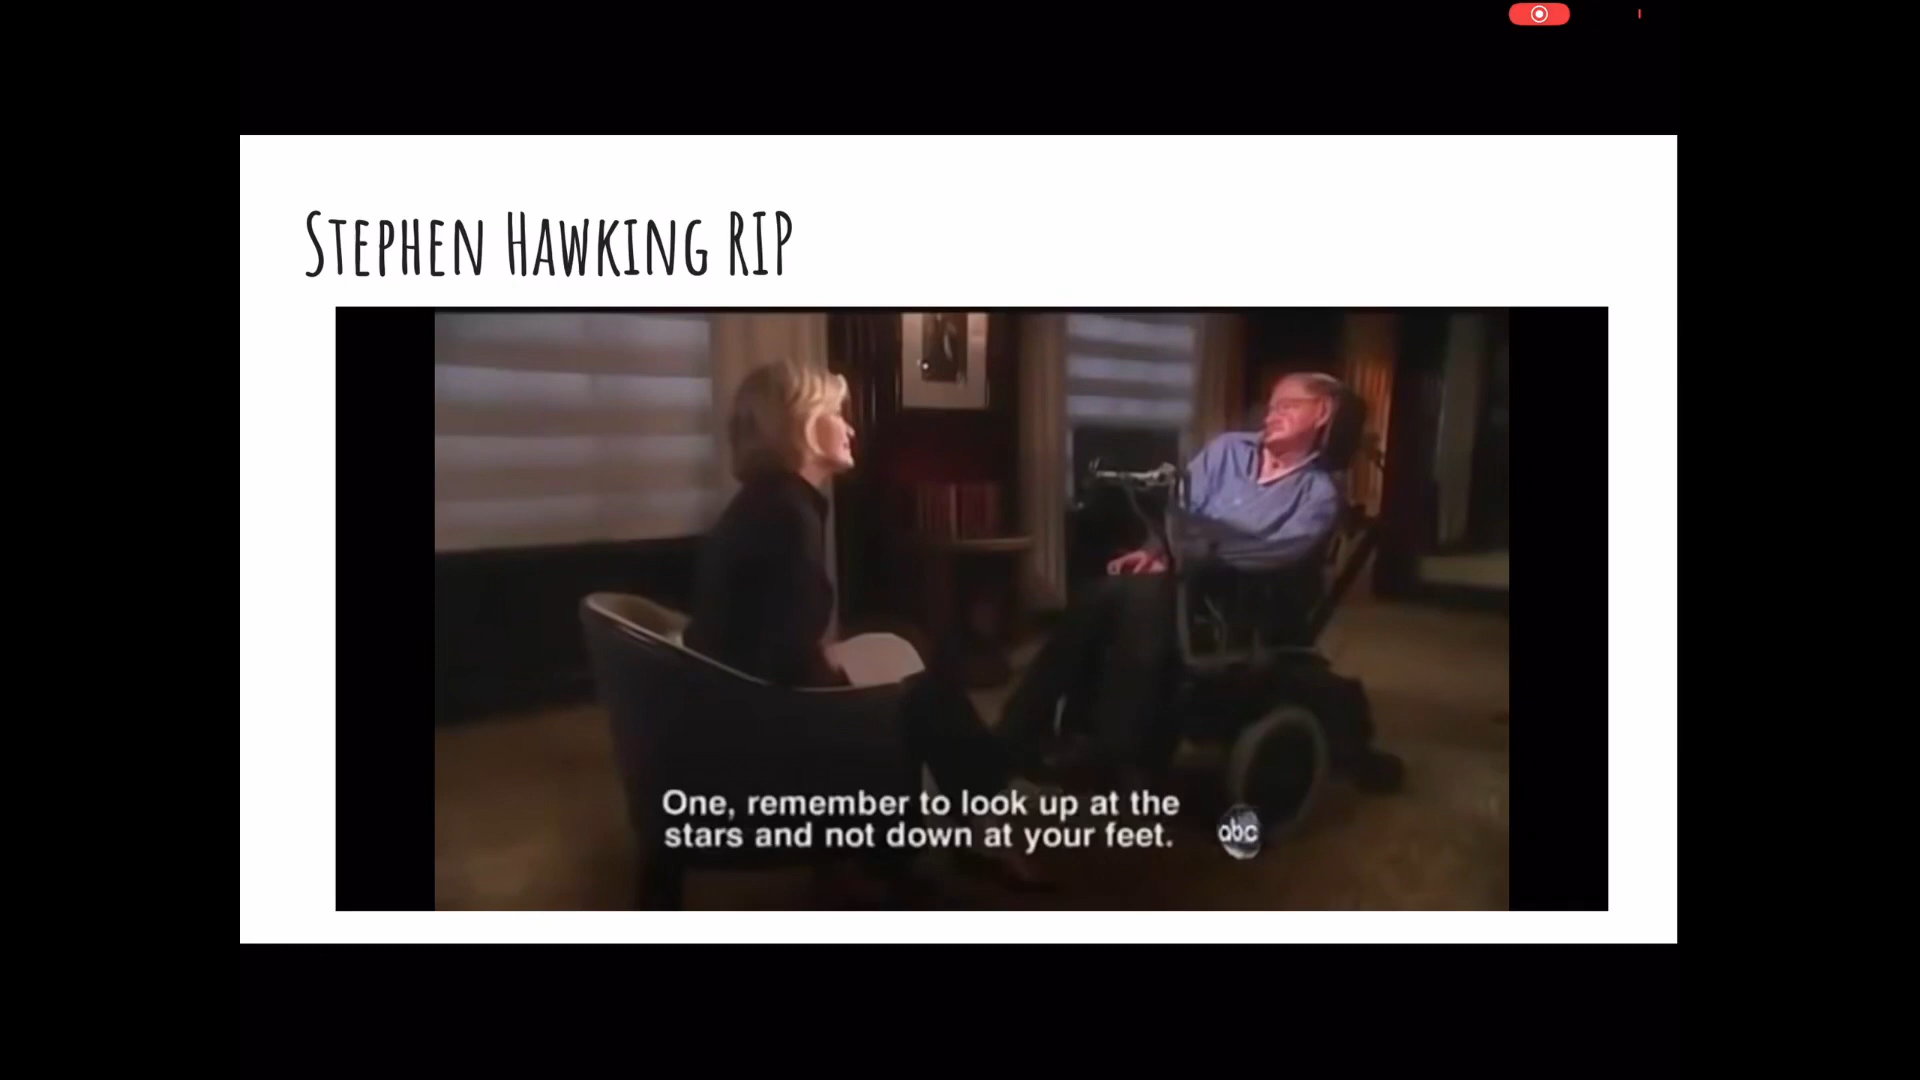 STEPHEN HAWKING RIP
One, remember to look up at the
stars and not down at your feet.
abc